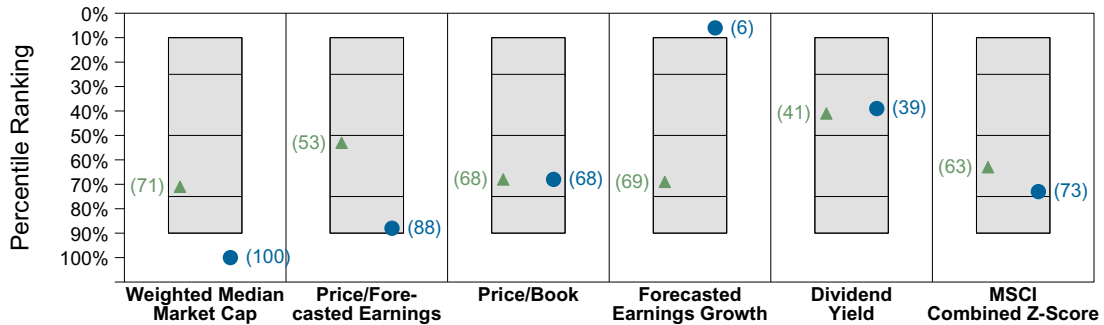 Percentile Ranking
0%
10%
20%
30%
40%
50%
60%
70%
80%
90%
100%
(71)
(100)
(53)
(88)
(68)
(68)
(69)
(6)
(41)
(39)
(63)
(73)
Weighted Median
Market Cap
Price/Fore-
casted Earnings
Price/Book
Forecasted
Earnings Growth
Dividend
Yield
MSCI
Combined Z-Score